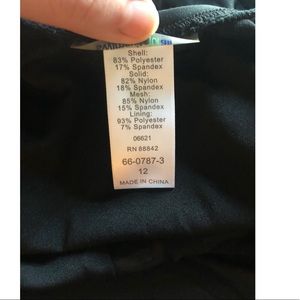 Shell:
83% Polyester
17% Spandex
Solid:
82% Nylon
18% Spandex
Mesh:
85% Nylon
15% Spandex
Lining:
93% Polyester
7% Spandex
06621
RN 88842
66-0787-3
12
MADE IN CHINA